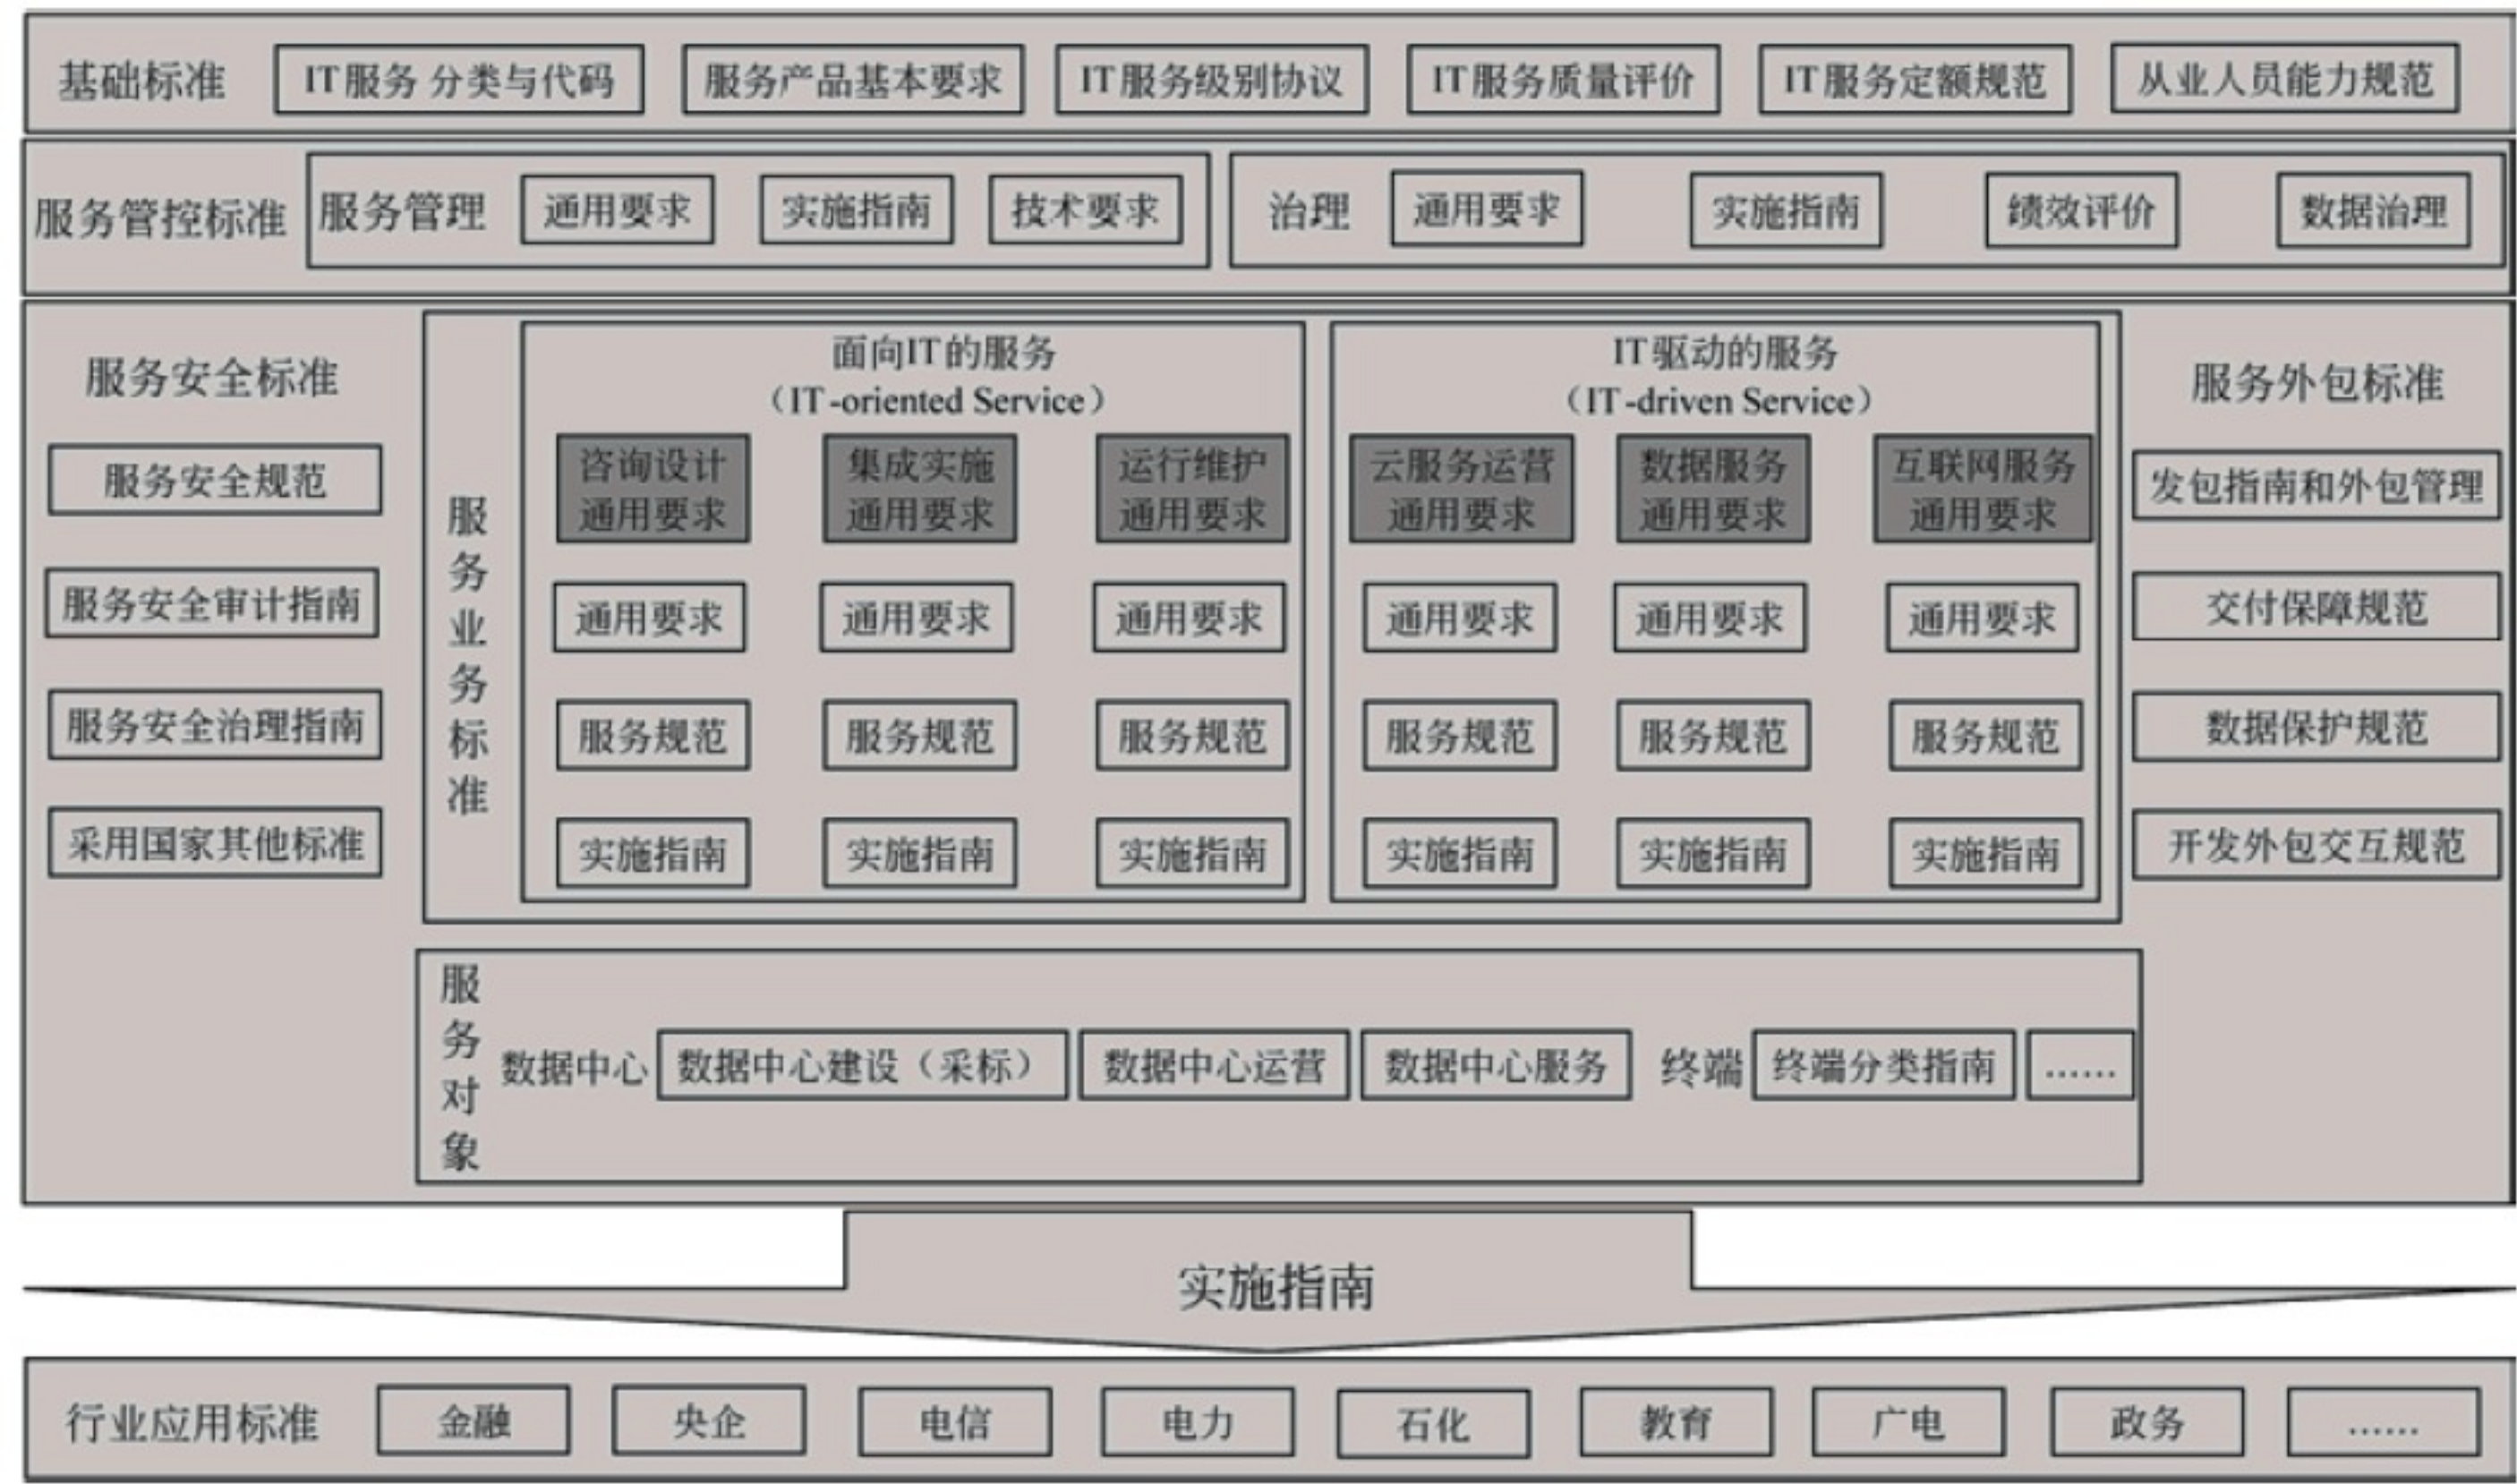 基础标准 IT服务 分类与代码 服务产品基本要求 IT服务级别协议 IT服务质量评价 IT服务定额规范 从业人员能力规范
服务管控标准 服务管理 通用要求 实施指南 技术要求 治理 通用要求 实施指南 绩效评价 数据治理
服务安全标准
服务安全规范
服务安全审计指南
服务安全治理指南
采用国家其他标准
服务业务标准
面向IT的服务
（IT-oriented Service）
咨询设计 集成实施 运行维护
通用要求 通用要求 通用要求
通用要求 通用要求 通用要求
服务规范 服务规范 服务规范
实施指南 实施指南 实施指南
IT驱动的服务
（IT-driven Service）
云服务运营 数据服务 互联网服务
通用要求 通用要求 通用要求
通用要求 通用要求 通用要求
服务规范 服务规范 服务规范
实施指南 实施指南 实施指南
服务外包标准
发包指南和外包管理
交付保障规范
数据保护规范
开发外包交互规范
服务对象
数据中心 数据中心建设（采标） 数据中心运营 数据中心服务 终端 终端分类指南 ……
实施指南
行业应用标准 金融 央企 电信 电力 石化 教育 广电 政务 ……